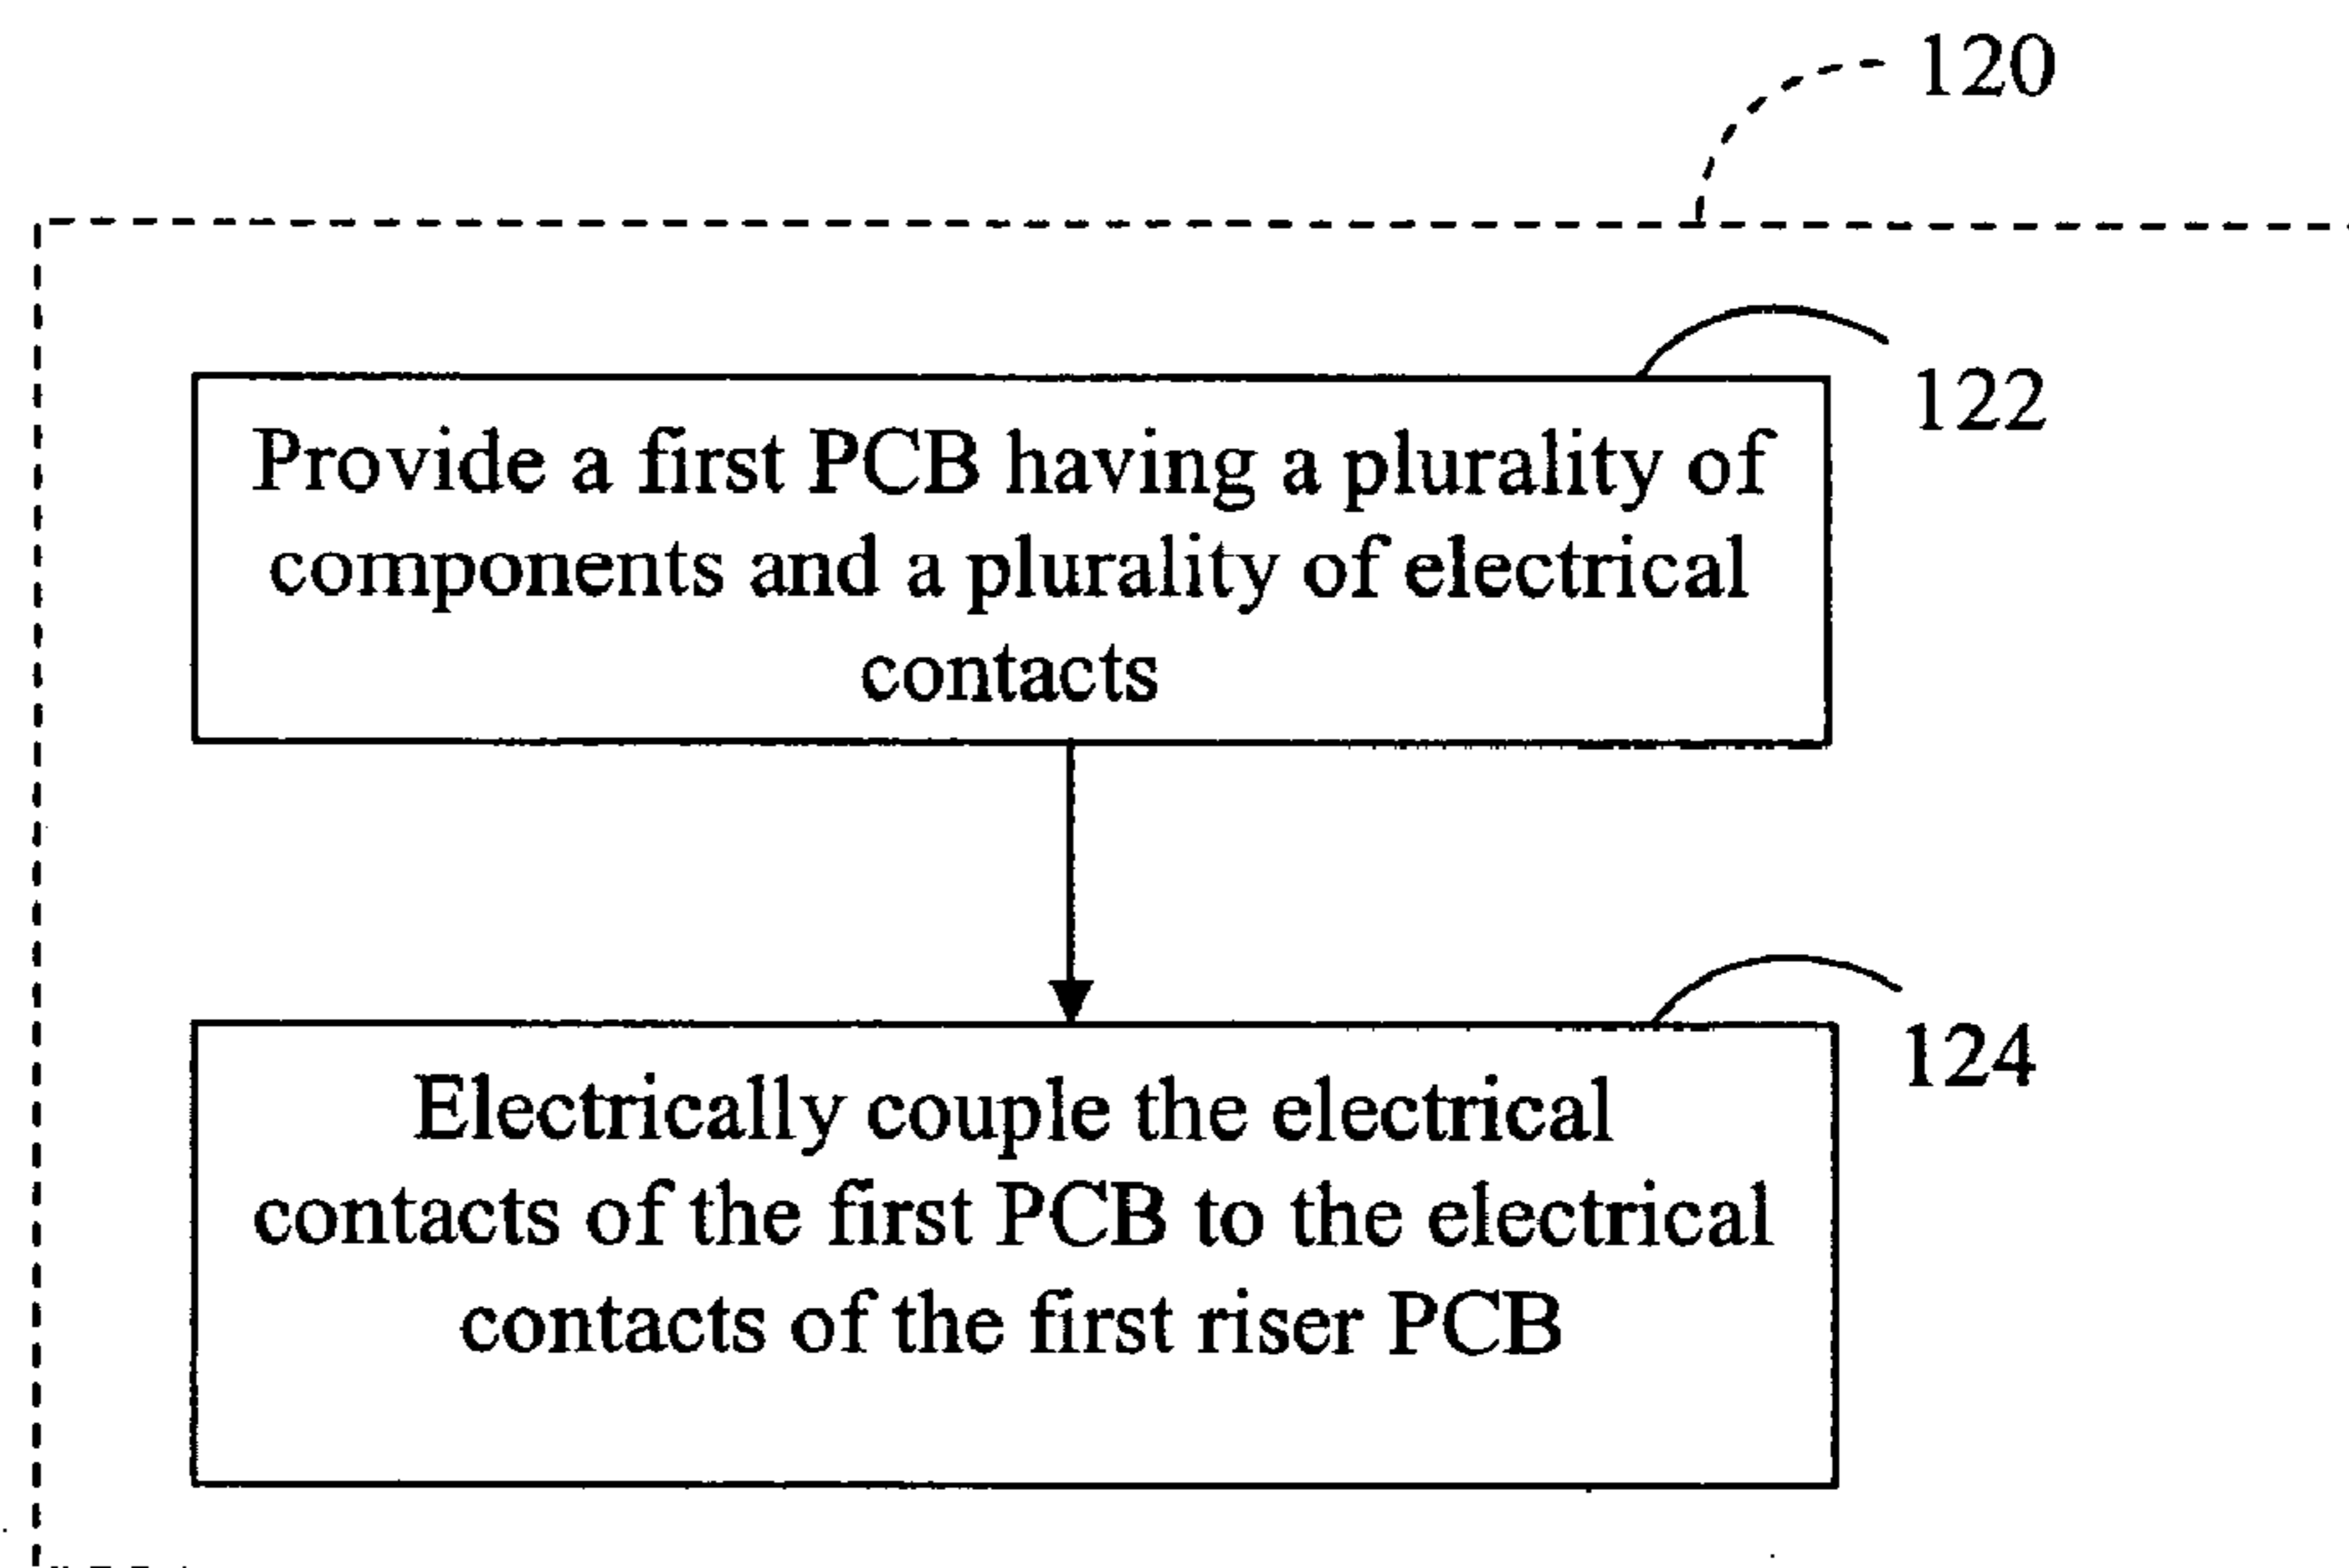 120
122
Provide a first PCB having a plurality of
components and a plurality of electrical
contacts
124
Electrically couple the electrical
contacts of the first PCB to the electrical
contacts of the first riser PCB